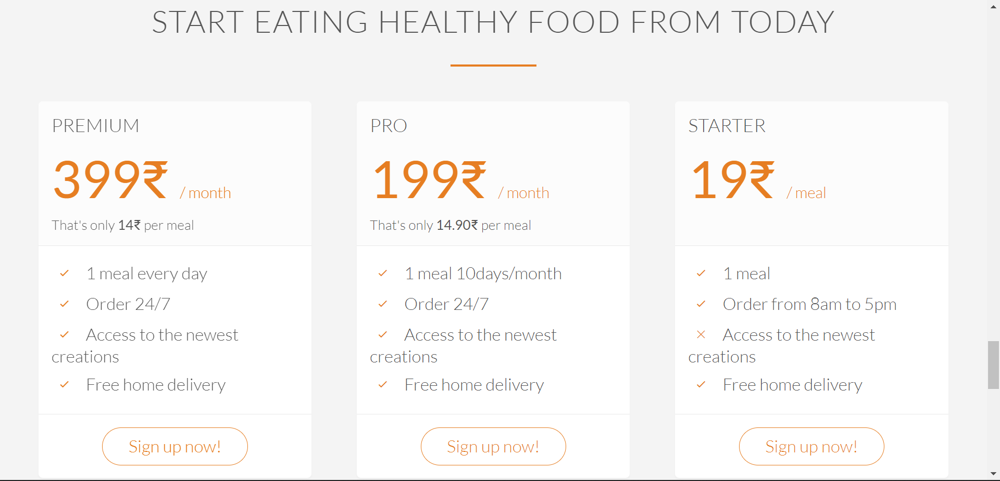 START EATING HEALTHY FOOD FROM TODAY
PREMIUM
399₹ / month
That's only 14₹ per meal
1 meal every day
Order 24/7
Access to the newest
creations
Free home delivery
Sign up now!
PRO
199₹ / month
That's only 14.90₹ per meal
1 meal 10days/month
Order 24/7
Access to the newest
creations
Free home delivery
Sign up now!
STARTER
19₹ / meal
1 meal
Order from 8am to 5pm
Access to the newest
creations
Free home delivery
Sign up now!